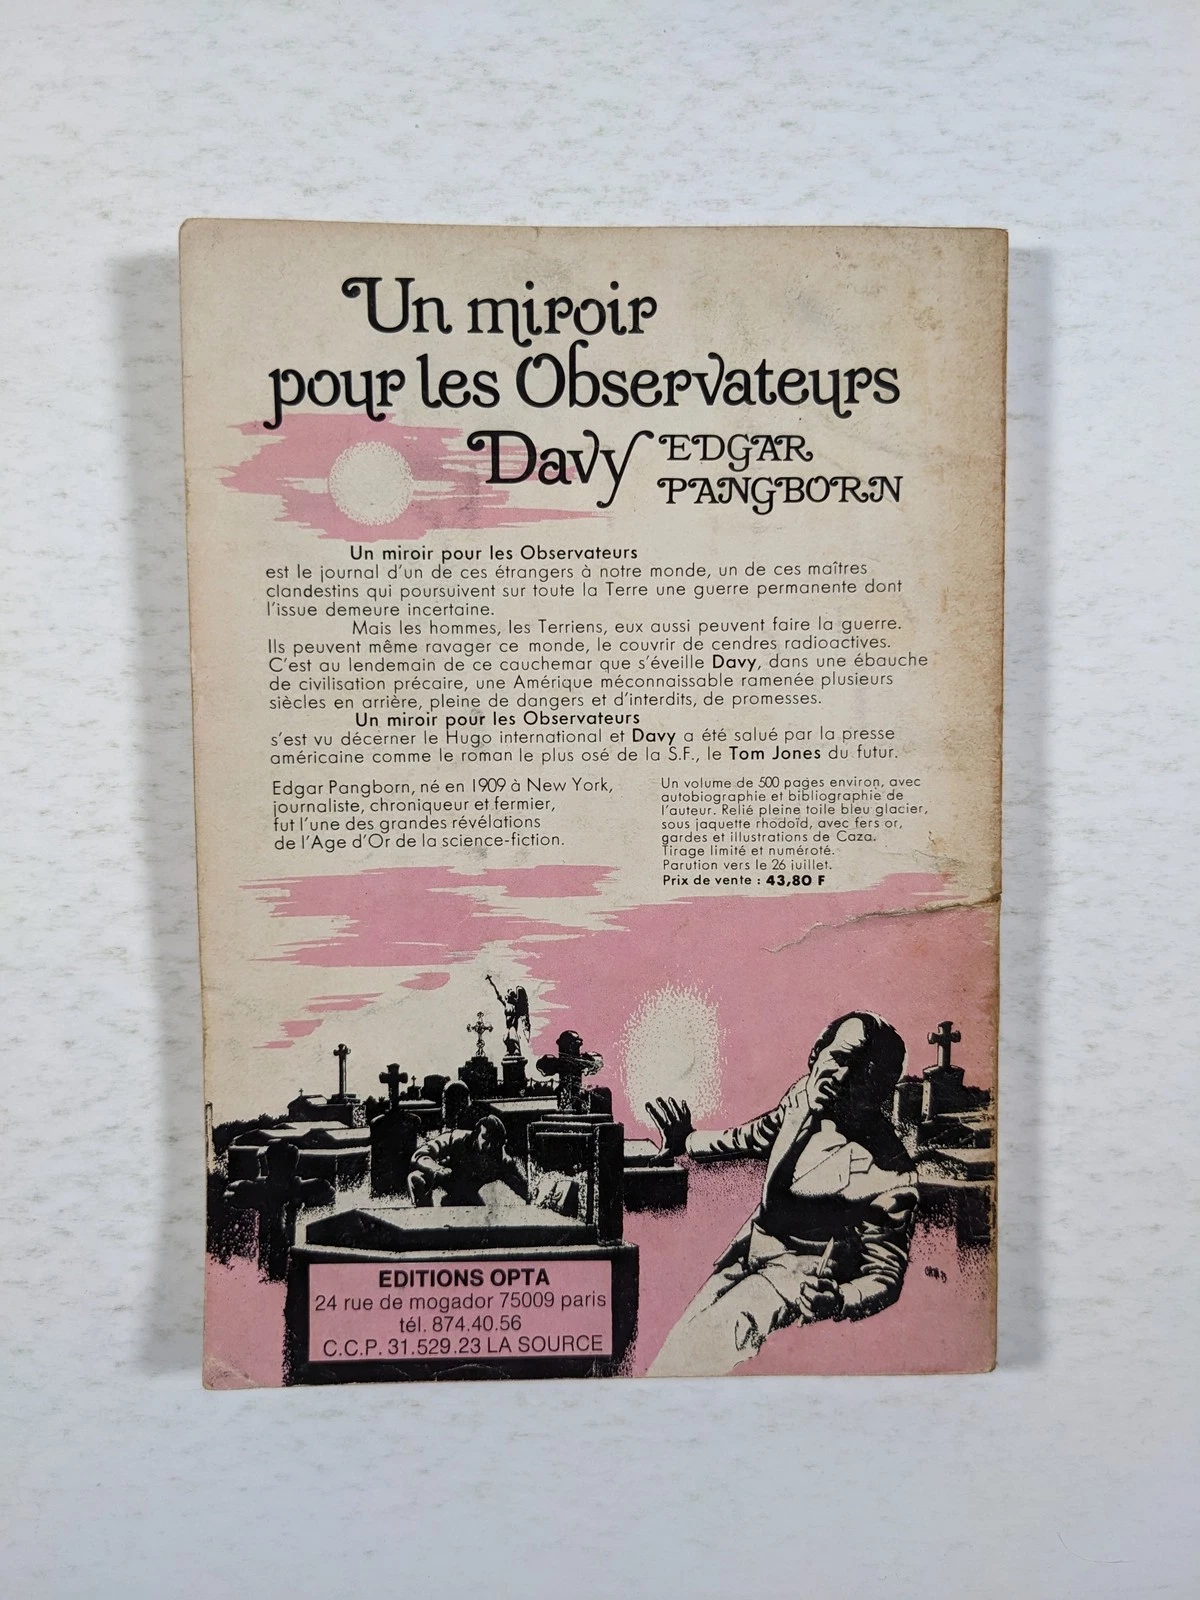 Un miroir
pour les Observateurs
Davy EDGAR
PANGBORN
Un miroir pour les Observateurs
est le journal d'un de ces étrangers à notre monde, un de ces maîtres
clandestins qui poursuivent sur toute la Terre une guerre permanente dont
l'issue demeure incertaine.
Mais les hommes, les Terriens, eux aussi peuvent faire la guerre.
Ils peuvent même ravager ce monde, le couvrir de cendres radioactives.
C'est au lendemain de ce cauchemar que s'éveille Davy, dans une ébauche
de civilisation précaire, une Amérique méconnaissable ramenée plusieurs
siècles en arrière, pleine de dangers et d'interdits, de promesses.
Un miroir pour les Observateurs
s'est vu décerner le Hugo international et Davy a été salué par la presse
américaine comme le roman le plus osé de la S.F., le Tom Jones du futur.
Edgar Pangborn, né en 1909 à New York,
journaliste, chroniqueur et fermier,
fut l'une des grandes révélations
de l'Age d'Or de la science-fiction.
Un volume de 500 pages environ, avec
autobiographie et bibliographie de
l'auteur. Relié pleine toile bleu glacier,
sous jaquette rhodoïd, avec fers or,
gardes et illustrations de Caza.
Tirage limité et numéroté.
Parution vers le 26 juillet.
Prix de vente : 43,80 F
EDITIONS OPTA
24 rue de mogador 75009 paris
tél. 874.40.56
C.C.P. 31.529.23 LA SOURCE